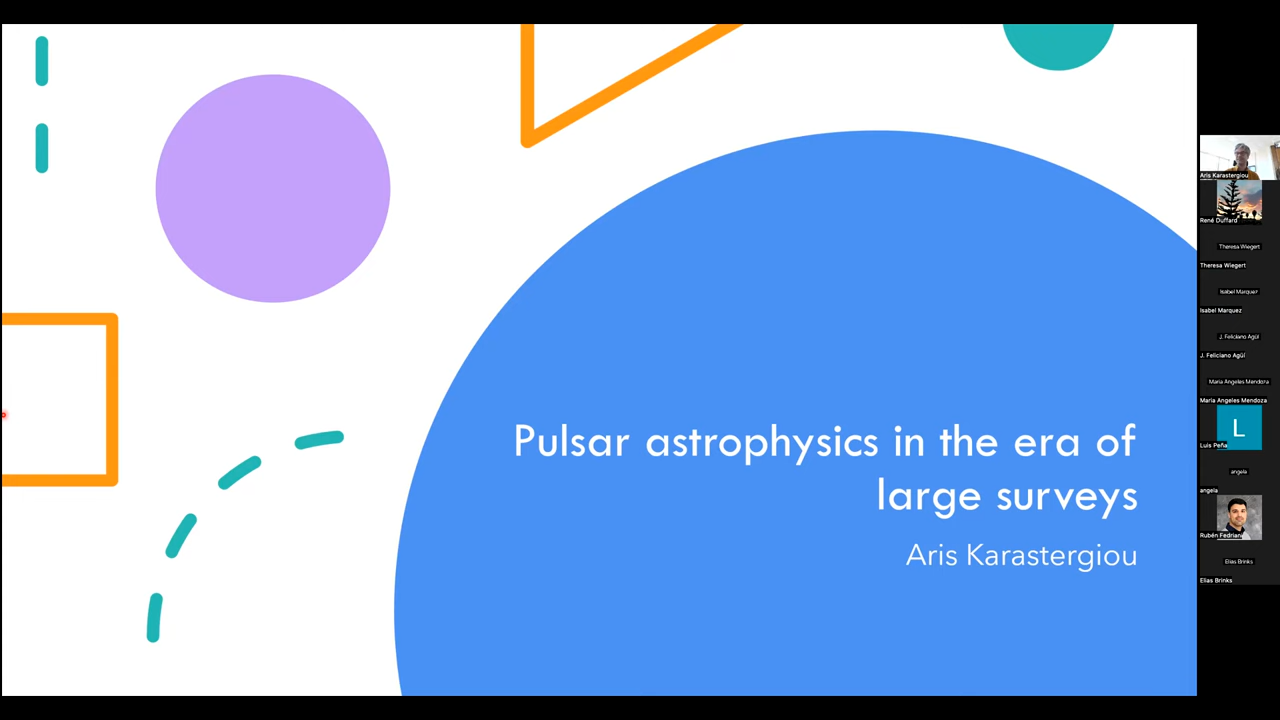 Pulsar astrophysics in the era of
large surveys
Aris Karastergiou
Aris Karastergiou
René Duffard
Theresa Wiegert
Theresa Wiegert
Isabel Marquez
Isabel Marquez
J. Feliciano Agüí
J. Feliciano Agüí
Maria Angeles Mendoza
Maria Angeles Mendoza
L
Luis Peña
angela
angela
Rubén Fedriani
Elias Brinks
Elias Brinks